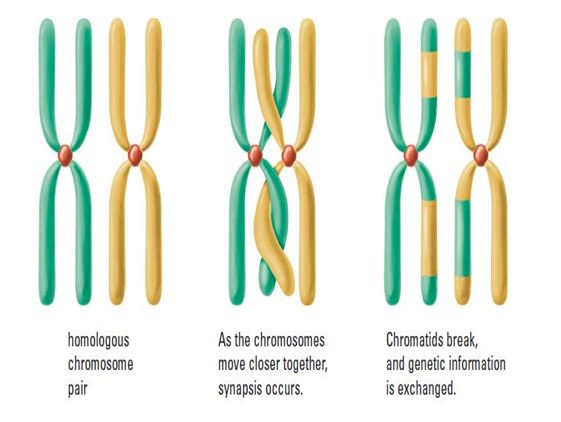 homologous
chromosome
pair
As the chromosomes
move closer together,
synapsis occurs.
Chromatids break,
and genetic information
is exchanged.